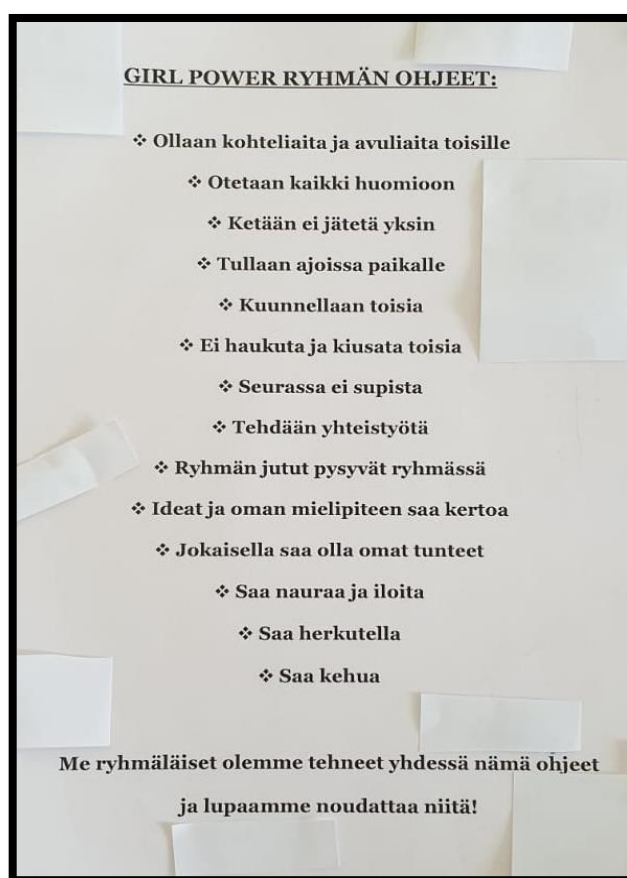 GIRL POWER RYHMÄN OHJEET:
❖ Ollaan kohteliaita ja avuliaita toisille
❖ Otetaan kaikki huomioon
❖ Ketään ei jätetä yksin
❖ Tullaan ajoissa paikalle
❖ Kuunnellaan toisia
❖ Ei haukuta ja kiusata toisia
❖ Seurassa ei supista
❖ Tehdään yhteistyötä
❖ Ryhmän jutut pysyvät ryhmässä
❖ Ideat ja oman mielipiteen saa kertoa
❖ Jokaisella saa olla omat tunteet
❖ Saa nauraa ja iloita
❖ Saa herkutella
❖ Saa kehua
Me ryhmäläiset olemme tehneet yhdessä nämä ohjeet
ja lupaamme noudattaa niitä!